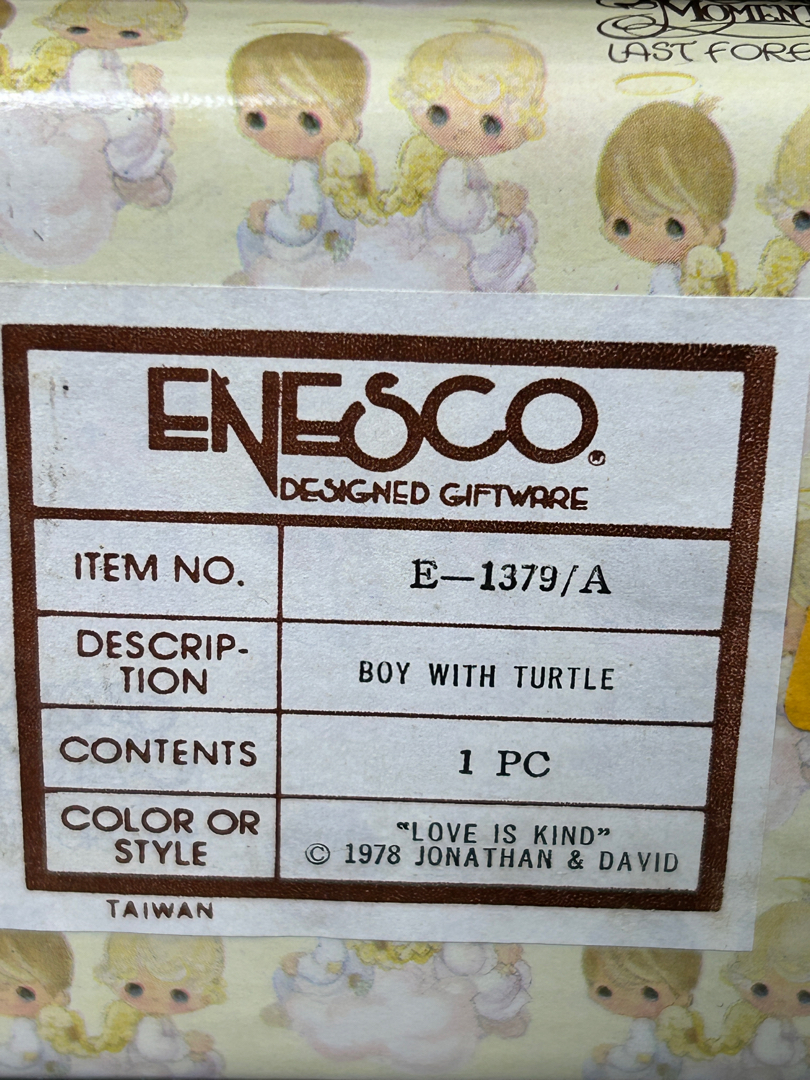 MOMEN
LAST FORE
ENESCO®
DESIGNED GIFTWARE
ITEM NO.
E—1379/A
DESCRIP-
TION
BOY WITH TURTLE
CONTENTS
1 PC
COLOR OR
STYLE
"LOVE IS KIND"
© 1978 JONATHAN & DAVID
TAIWAN